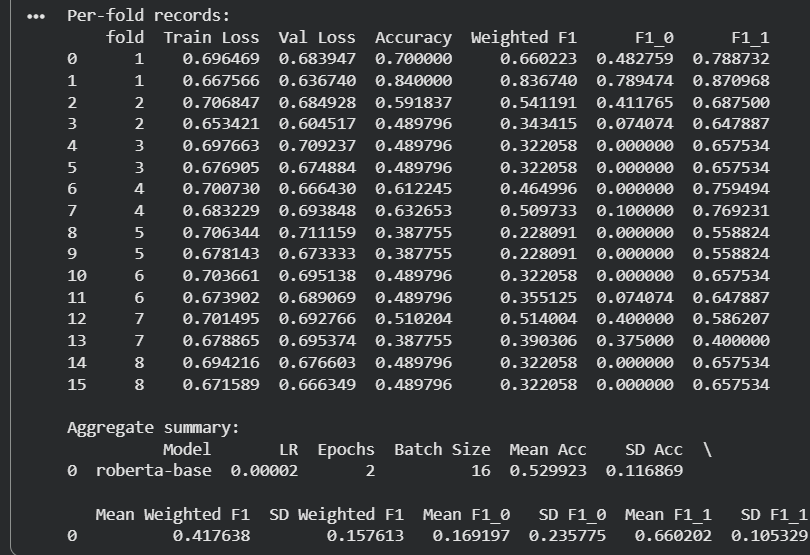 ••• Per-fold records:
fold Train Loss Val Loss Accuracy Weighted F1 F1_0 F1_1
0 1 0.696469 0.683947 0.700000 0.660223 0.482759 0.788732
1 1 0.667566 0.636740 0.840000 0.836740 0.789474 0.870968
2 2 0.706847 0.684928 0.591837 0.541191 0.411765 0.687500
3 2 0.653421 0.604517 0.489796 0.343415 0.074074 0.647887
4 3 0.697663 0.709237 0.489796 0.322058 0.000000 0.657534
5 3 0.676905 0.674884 0.489796 0.322058 0.000000 0.657534
6 4 0.700730 0.666430 0.612245 0.464996 0.000000 0.759494
7 4 0.683229 0.693848 0.632653 0.509733 0.100000 0.769231
8 5 0.706344 0.711159 0.387755 0.228091 0.000000 0.558824
9 5 0.678143 0.673333 0.387755 0.228091 0.000000 0.558824
10 6 0.703661 0.695138 0.489796 0.322058 0.000000 0.657534
11 6 0.673902 0.689069 0.489796 0.355125 0.074074 0.647887
12 7 0.701495 0.692766 0.510204 0.514004 0.400000 0.586207
13 7 0.678865 0.695374 0.387755 0.390306 0.375000 0.400000
14 8 0.694216 0.676603 0.489796 0.322058 0.000000 0.657534
15 8 0.671589 0.666349 0.489796 0.322058 0.000000 0.657534
Aggregate summary:
Model LR Epochs Batch Size Mean Acc SD Acc \
0 roberta-base 0.00002 2 16 0.529923 0.116869
Mean Weighted F1 SD Weighted F1 Mean F1_0 SD F1_0 Mean F1_1 SD F1_1
0 0.417638 0.157613 0.169197 0.235775 0.660202 0.105329